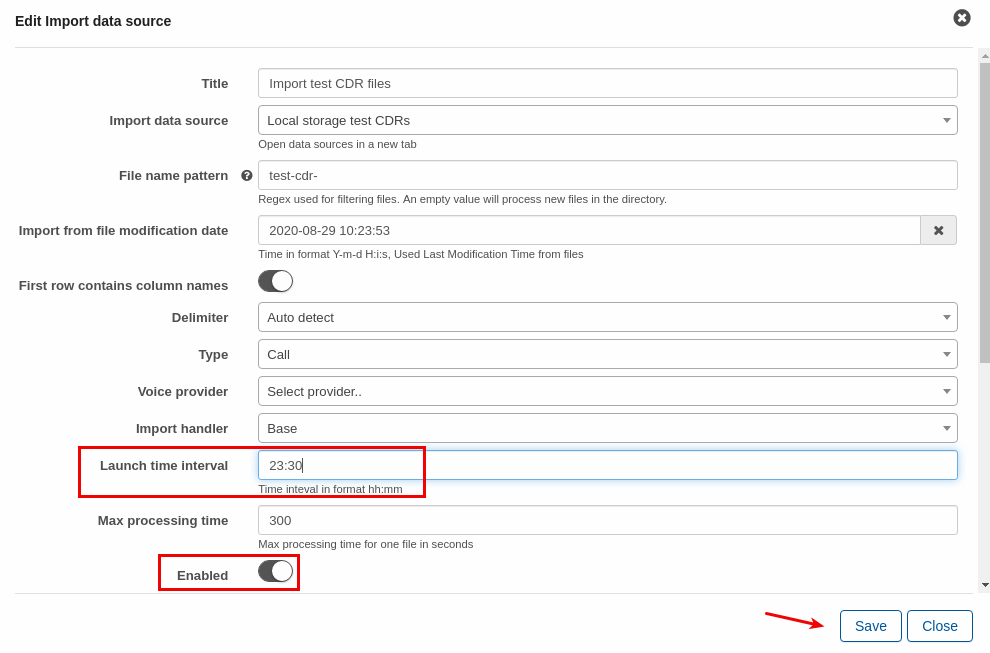 Edit Import data source
Title Import test CDR files
Import data source Local storage test CDRs
Open data sources in a new tab
File name pattern ? test-cdr-
Regex used for filtering files. An empty value will process new files in the directory.
Import from file modification date 2020-08-29 10:23:53
Time in format Y-m-d H:i:s, Used Last Modification Time from files
First row contains column names
Delimiter Auto detect
Type Call
Voice provider Select provider..
Import handler Base
Launch time interval 23:30
Time inteval in format hh:mm
Max processing time 300
Max processing time for one file in seconds
Enabled
Save Close